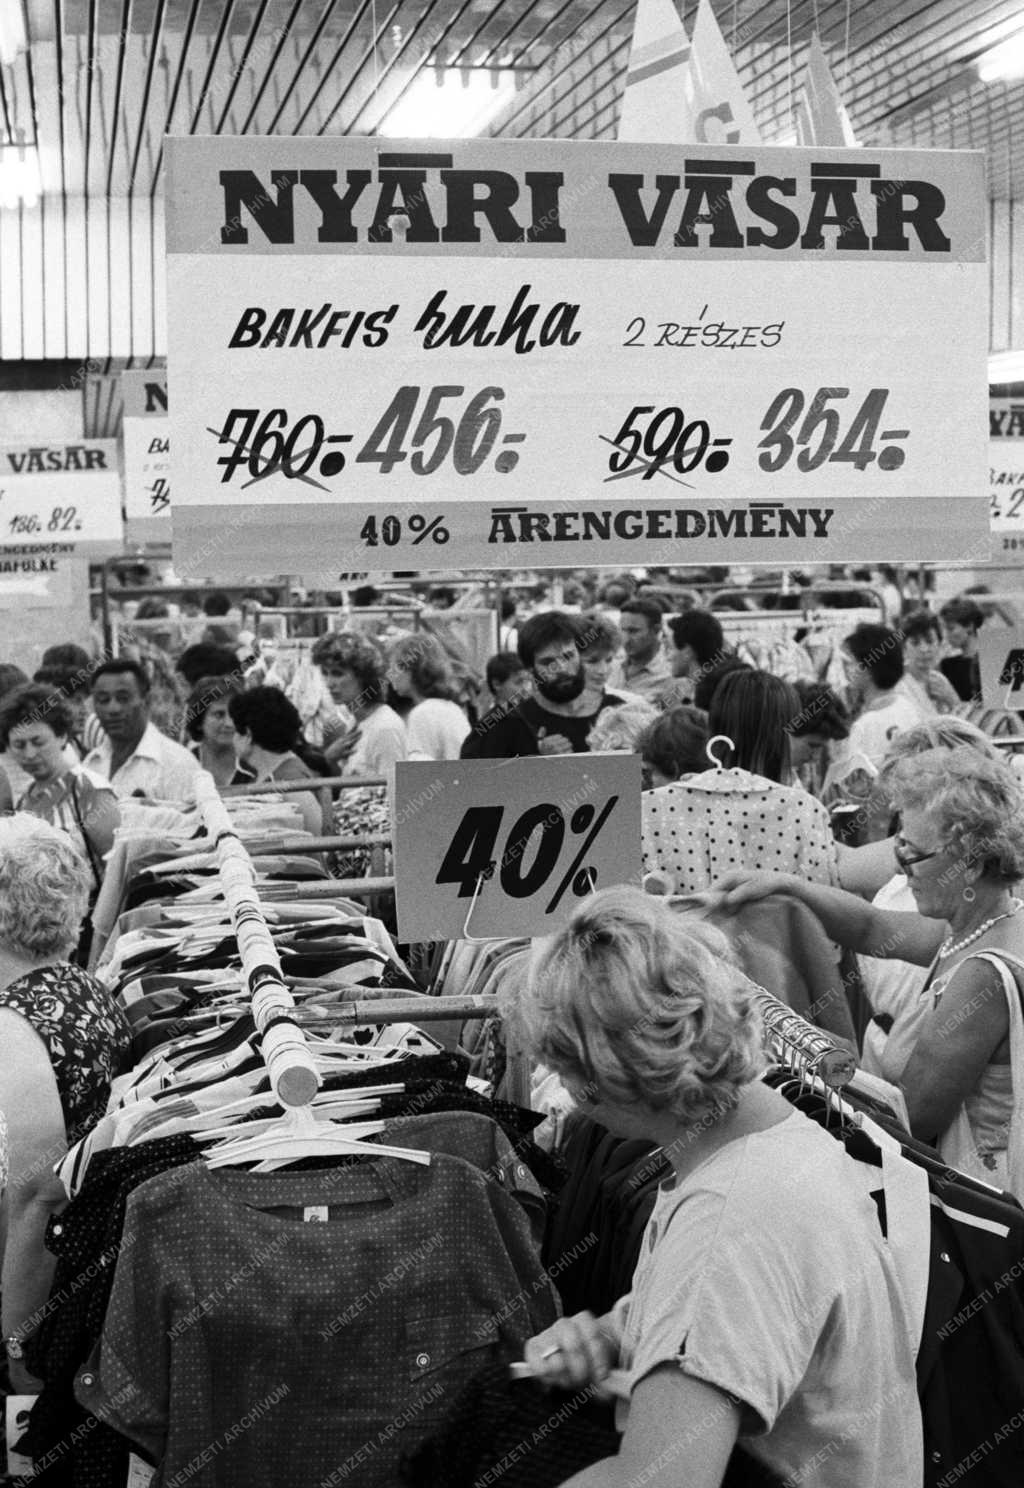 NYĀRI VĀSĀR
BAKFIS ruha 2 RÉSZES
760.- 456.- 590.- 354.-
40% ĀRENGEDMĒNY
VĀSĀR
186.- 82.-
40%
NEMZETI ARCHÍVUM